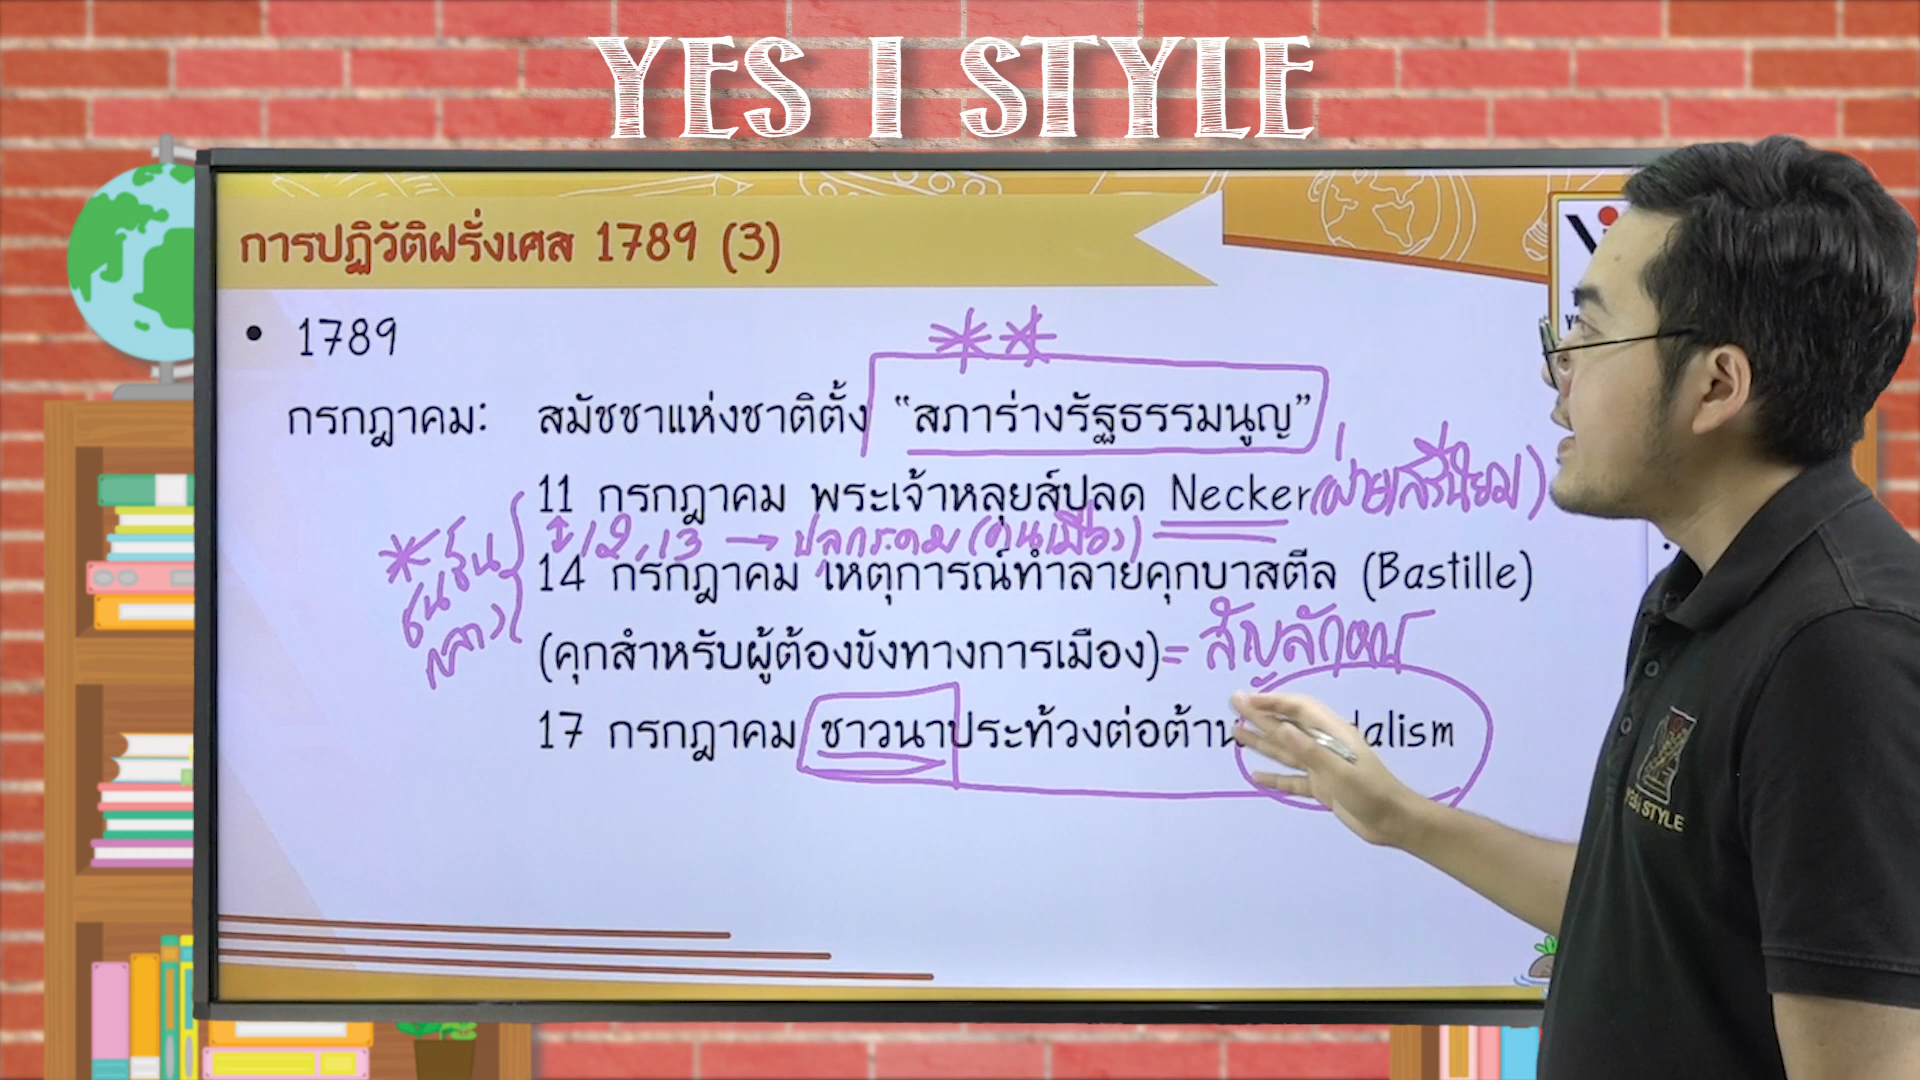 YES I STYLE
การปฏิวัติฝรั่งเศส 1789 (3)
• 1789
กรกฎาคม: สมัชชาแห่งชาติตั้ง “สภาร่างรัฐธรรมนูญ”
11 กรกฎาคม พระเจ้าหลุยส์ปลด Necker (ฝ่ายเสรีนิยม)
12, 13 → ปลุกระดม (คนเมือง)
14 กรกฎาคม เหตุการณ์ทำลายคุกบาสตีล (Bastille)
ชนชั้น
กลาง
(คุกสำหรับผู้ต้องขังทางการเมือง) = สัญลักษณ์
17 กรกฎาคม ชาวนาประท้วงต่อต้าน dalism
YES I STYLE